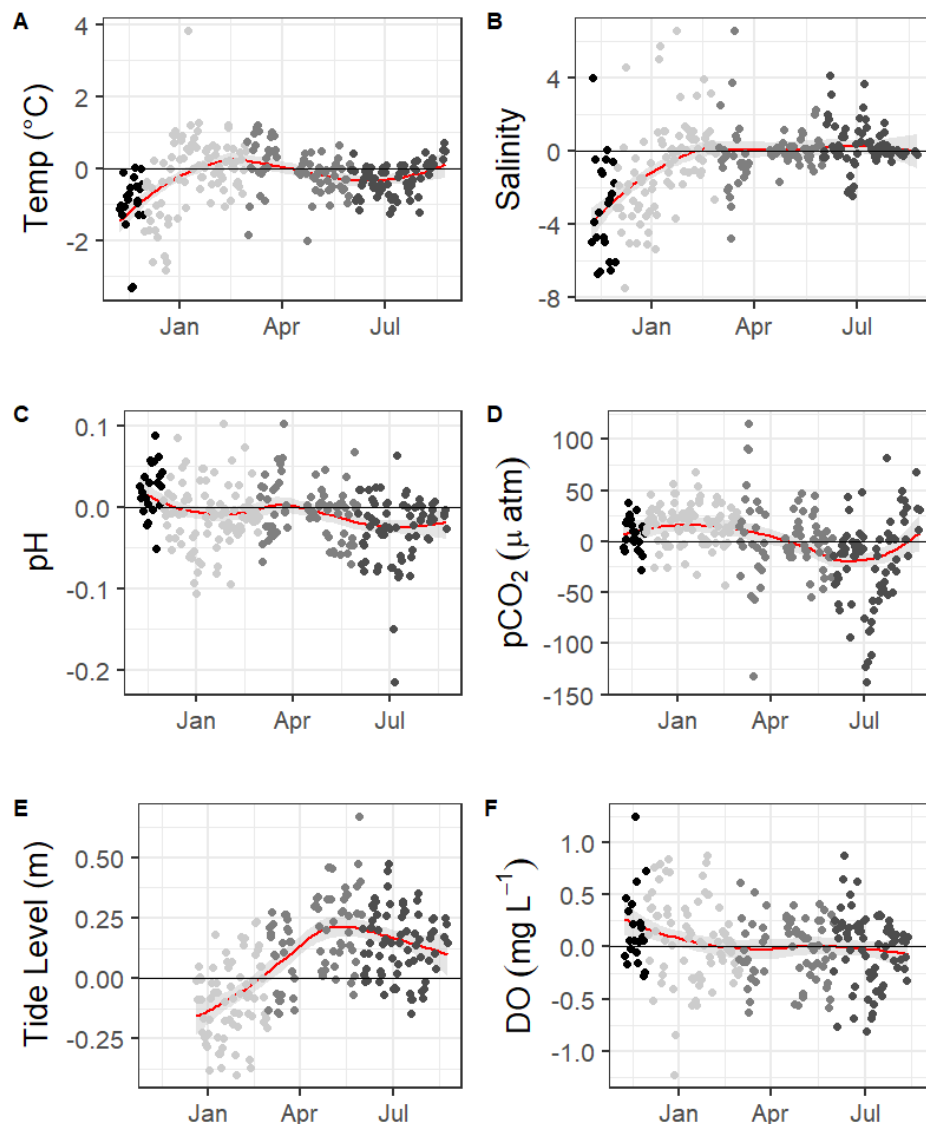 A
Temp (°C)
4
2
0
-2
Jan Apr Jul
B
Salinity
4
0
-4
-8
Jan Apr Jul
C
pH
0.1
0.0
-0.1
-0.2
Jan Apr Jul
D
pCO₂ (μ atm)
100
50
0
-50
-100
-150
Jan Apr Jul
E
Tide Level (m)
0.50
0.25
0.00
-0.25
Jan Apr Jul
F
DO (mg L⁻¹)
1.0
0.5
0.0
-0.5
-1.0
Jan Apr Jul